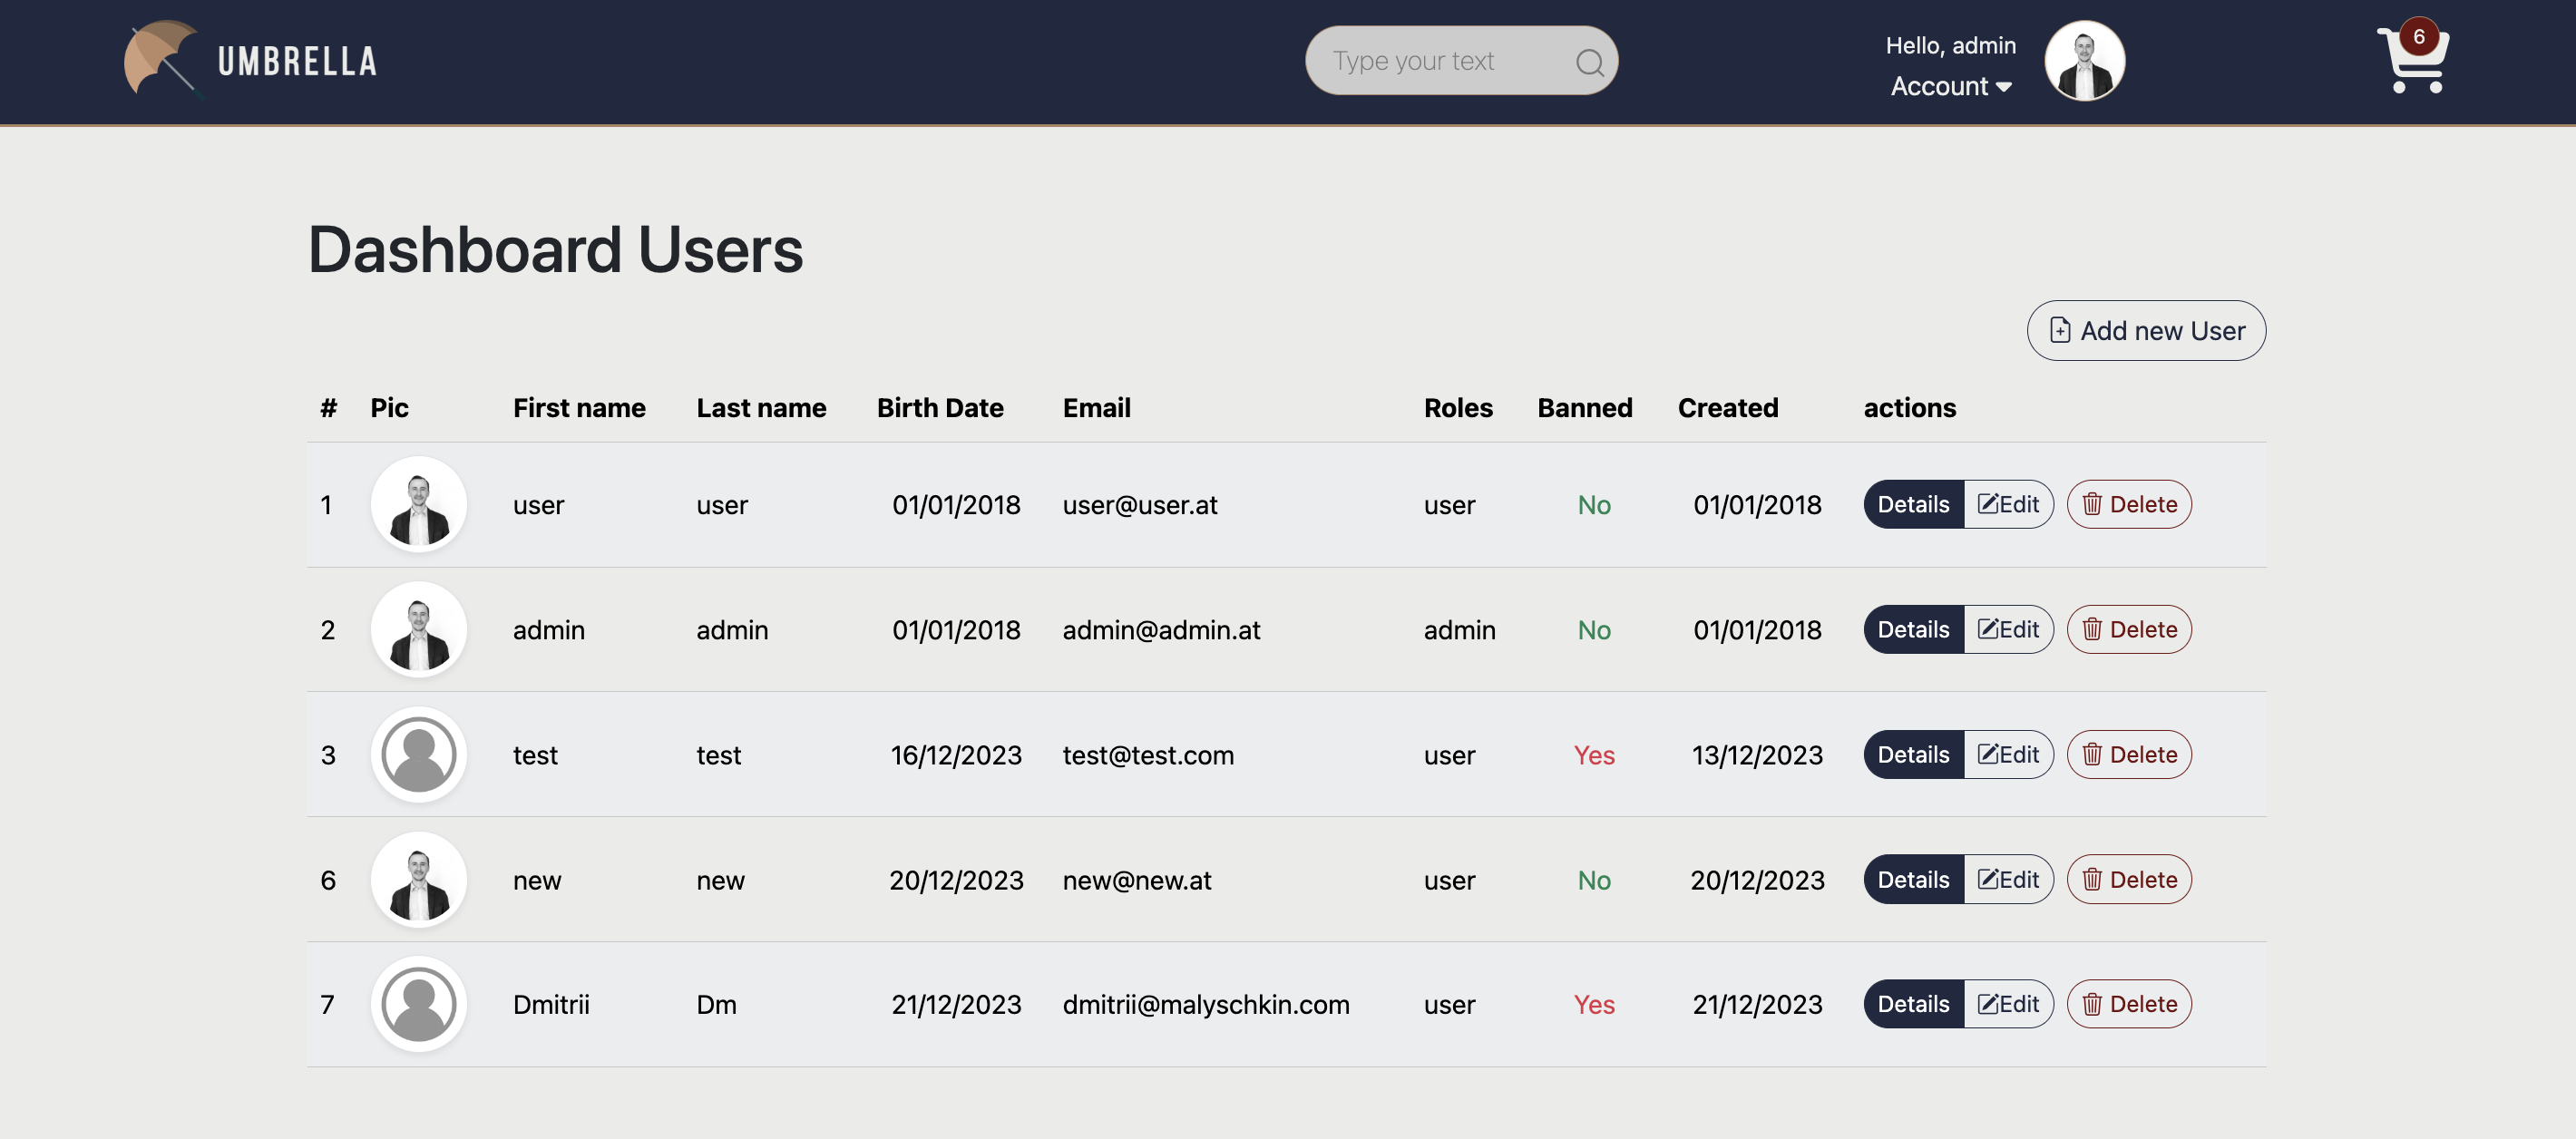 UMBRELLA
Type your text
Hello, admin
Account
6
Dashboard Users
Add new User
# Pic First name Last name Birth Date Email Roles Banned Created actions
1 user user 01/01/2018 user@user.at user No 01/01/2018 Details Edit Delete
2 admin admin 01/01/2018 admin@admin.at admin No 01/01/2018 Details Edit Delete
3 test test 16/12/2023 test@test.com user Yes 13/12/2023 Details Edit Delete
6 new new 20/12/2023 new@new.at user No 20/12/2023 Details Edit Delete
7 Dmitrii Dm 21/12/2023 dmitrii@malyschkin.com user Yes 21/12/2023 Details Edit Delete